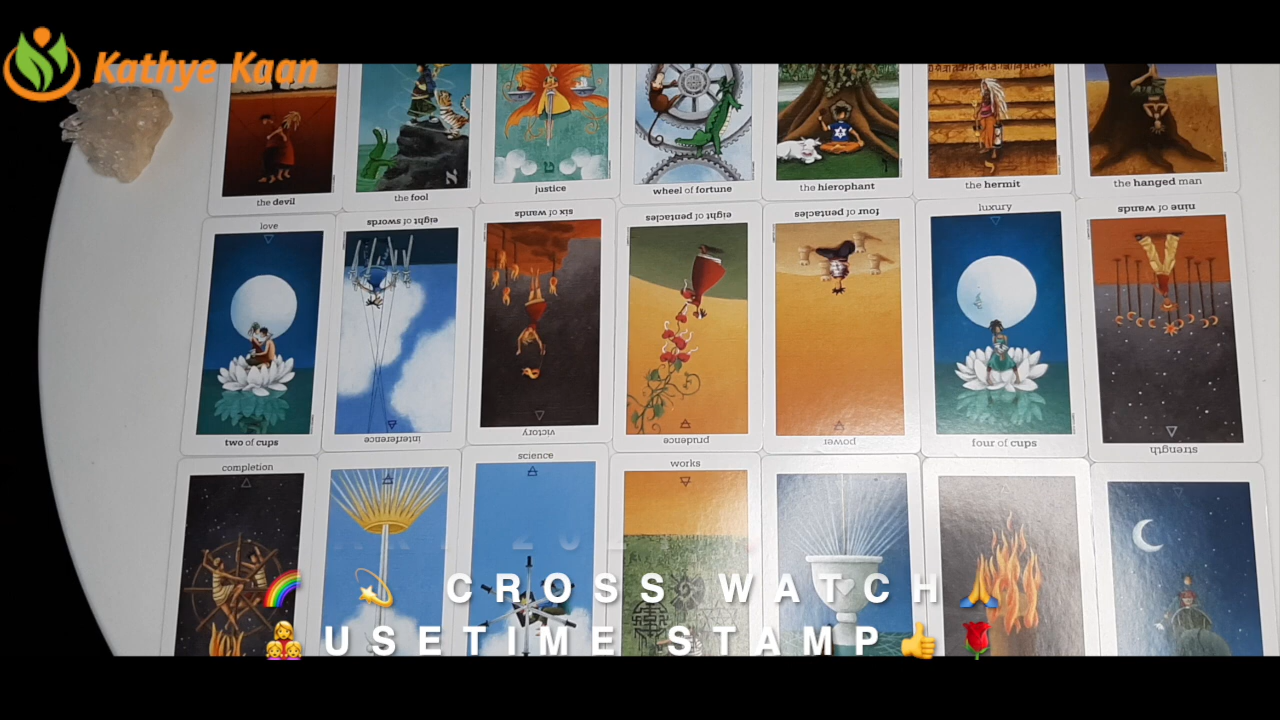 Kathye Kaan
the devil
the fool
justice
wheel of fortune
the hierophant
the hermit
the hanged man
love
eight of swords
six of wands
eight of pentacles
four of pentacles
luxury
nine of wands
two of cups
interference
victory
prudence
power
four of cups
strength
completion
science
works
CROSS WATCH
USETIME STAMP